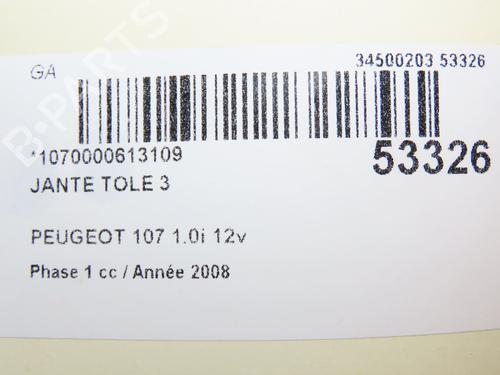 GA
34500203 53326
*1070000613109
53326
JANTE TOLE 3
PEUGEOT 107 1.0i 12v
Phase 1 cc / Année 2008
B-PARTS